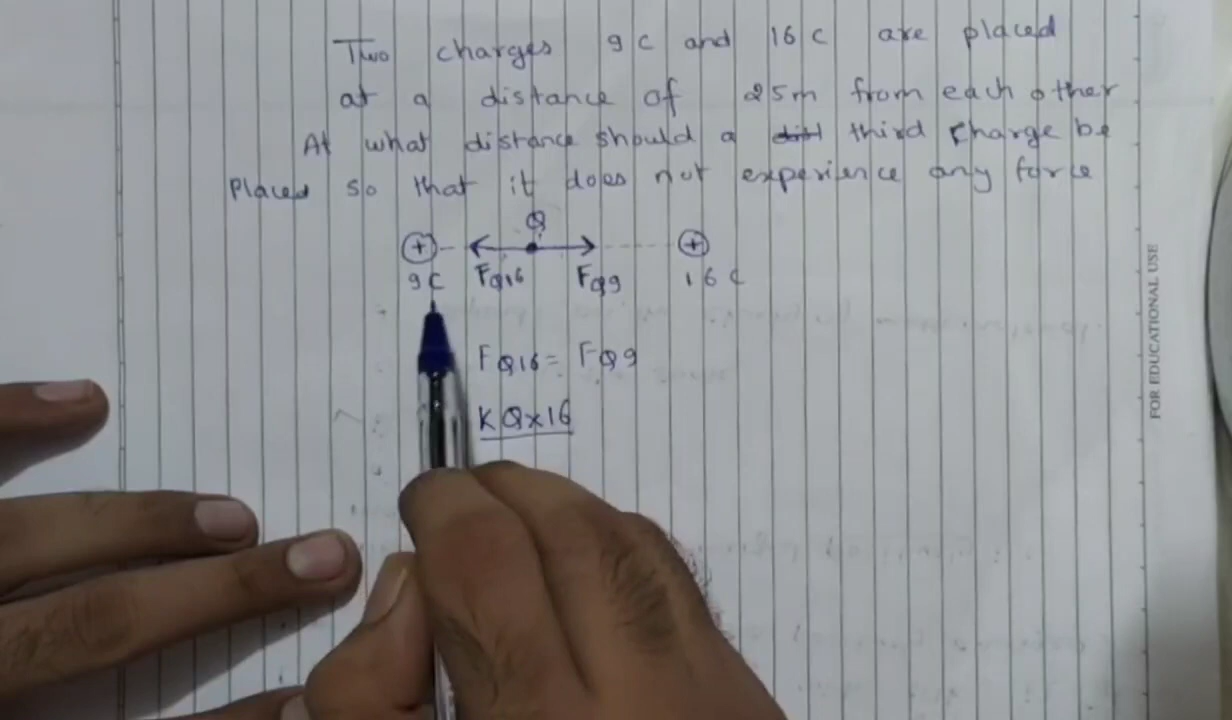 Two charges 9c and 16c are placed
at a distance of 25m from each other
At what distance should a third charge be
Placed so that it does not experience any force
Q
+ +
9C FQ16 FQ9 16C
FQ16 = FQ9
KQx16
FOR EDUCATIONAL USE